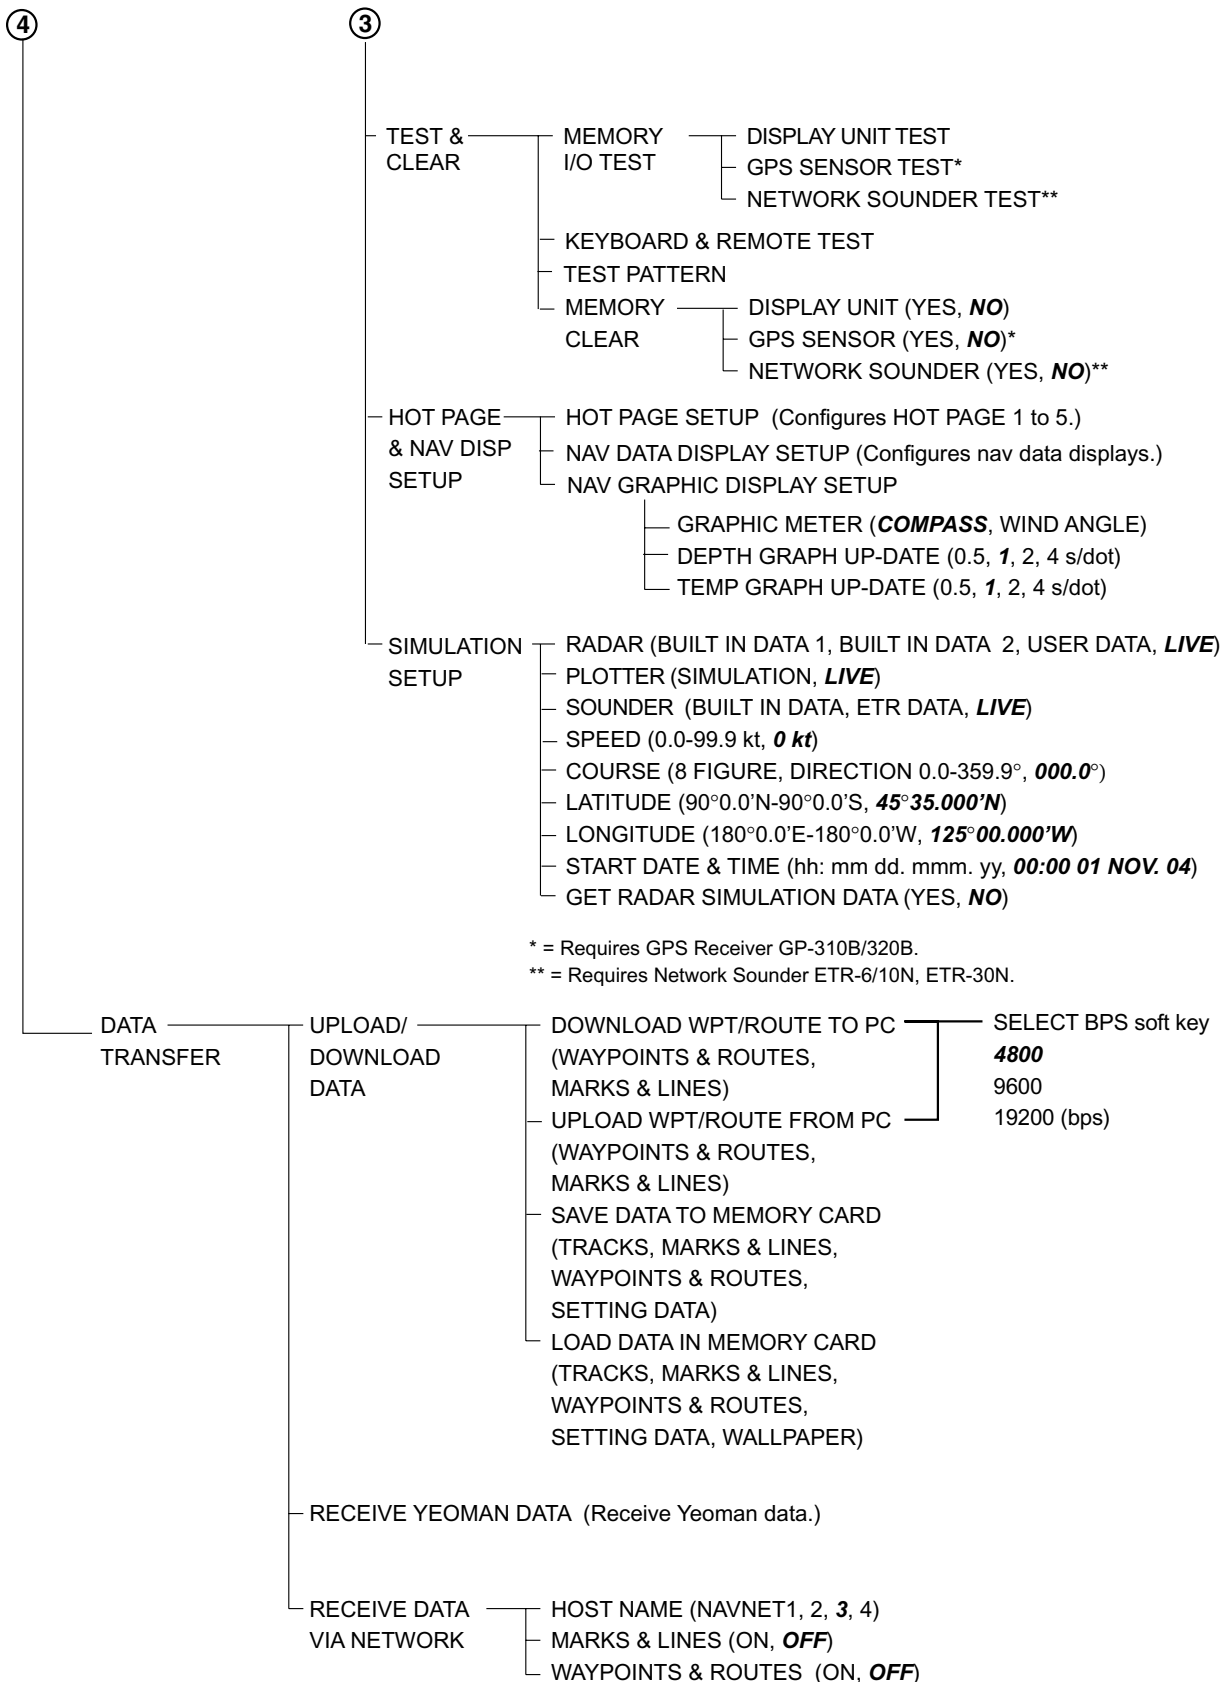 ④ ③
TEST & CLEAR
MEMORY I/O TEST
DISPLAY UNIT TEST
GPS SENSOR TEST*
NETWORK SOUNDER TEST**
KEYBOARD & REMOTE TEST
TEST PATTERN
MEMORY CLEAR
DISPLAY UNIT (YES, NO)
GPS SENSOR (YES, NO)*
NETWORK SOUNDER (YES, NO)**
HOT PAGE & NAV DISP SETUP
HOT PAGE SETUP (Configures HOT PAGE 1 to 5.)
NAV DATA DISPLAY SETUP (Configures nav data displays.)
NAV GRAPHIC DISPLAY SETUP
GRAPHIC METER (COMPASS, WIND ANGLE)
DEPTH GRAPH UP-DATE (0.5, 1, 2, 4 s/dot)
TEMP GRAPH UP-DATE (0.5, 1, 2, 4 s/dot)
SIMULATION SETUP
RADAR (BUILT IN DATA 1, BUILT IN DATA 2, USER DATA, LIVE)
PLOTTER (SIMULATION, LIVE)
SOUNDER (BUILT IN DATA, ETR DATA, LIVE)
SPEED (0.0-99.9 kt, 0 kt)
COURSE (8 FIGURE, DIRECTION 0.0-359.9°, 000.0°)
LATITUDE (90°0.0’N-90°0.0’S, 45°35.000’N)
LONGITUDE (180°0.0’E-180°0.0’W, 125°00.000’W)
START DATE & TIME (hh: mm dd. mmm. yy, 00:00 01 NOV. 04)
GET RADAR SIMULATION DATA (YES, NO)
* = Requires GPS Receiver GP-310B/320B.
** = Requires Network Sounder ETR-6/10N, ETR-30N.
DATA TRANSFER
UPLOAD/ DOWNLOAD DATA
DOWNLOAD WPT/ROUTE TO PC
(WAYPOINTS & ROUTES,
MARKS & LINES)
SELECT BPS soft key
4800
9600
19200 (bps)
UPLOAD WPT/ROUTE FROM PC
(WAYPOINTS & ROUTES,
MARKS & LINES)
SAVE DATA TO MEMORY CARD
(TRACKS, MARKS & LINES,
WAYPOINTS & ROUTES,
SETTING DATA)
LOAD DATA IN MEMORY CARD
(TRACKS, MARKS & LINES,
WAYPOINTS & ROUTES,
SETTING DATA, WALLPAPER)
RECEIVE YEOMAN DATA (Receive Yeoman data.)
RECEIVE DATA VIA NETWORK
HOST NAME (NAVNET1, 2, 3, 4)
MARKS & LINES (ON, OFF)
WAYPOINTS & ROUTES (ON, OFF)